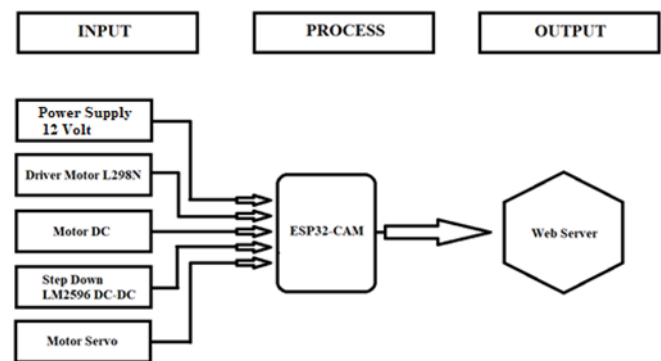 INPUT
PROCESS
OUTPUT
Power Supply
12 Volt
Driver Motor L298N
Motor DC
Step Down
LM2596 DC-DC
Motor Servo
ESP32-CAM
Web Server